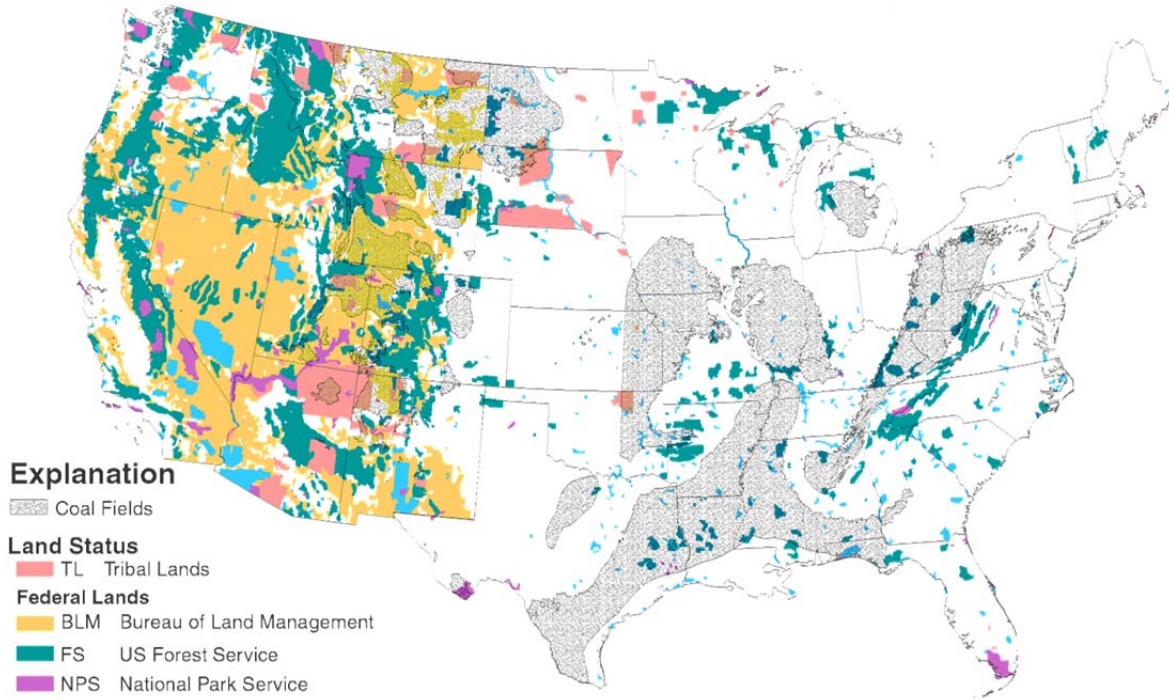 Explanation
Coal Fields
Land Status
TL Tribal Lands
Federal Lands
BLM Bureau of Land Management
FS US Forest Service
NPS National Park Service